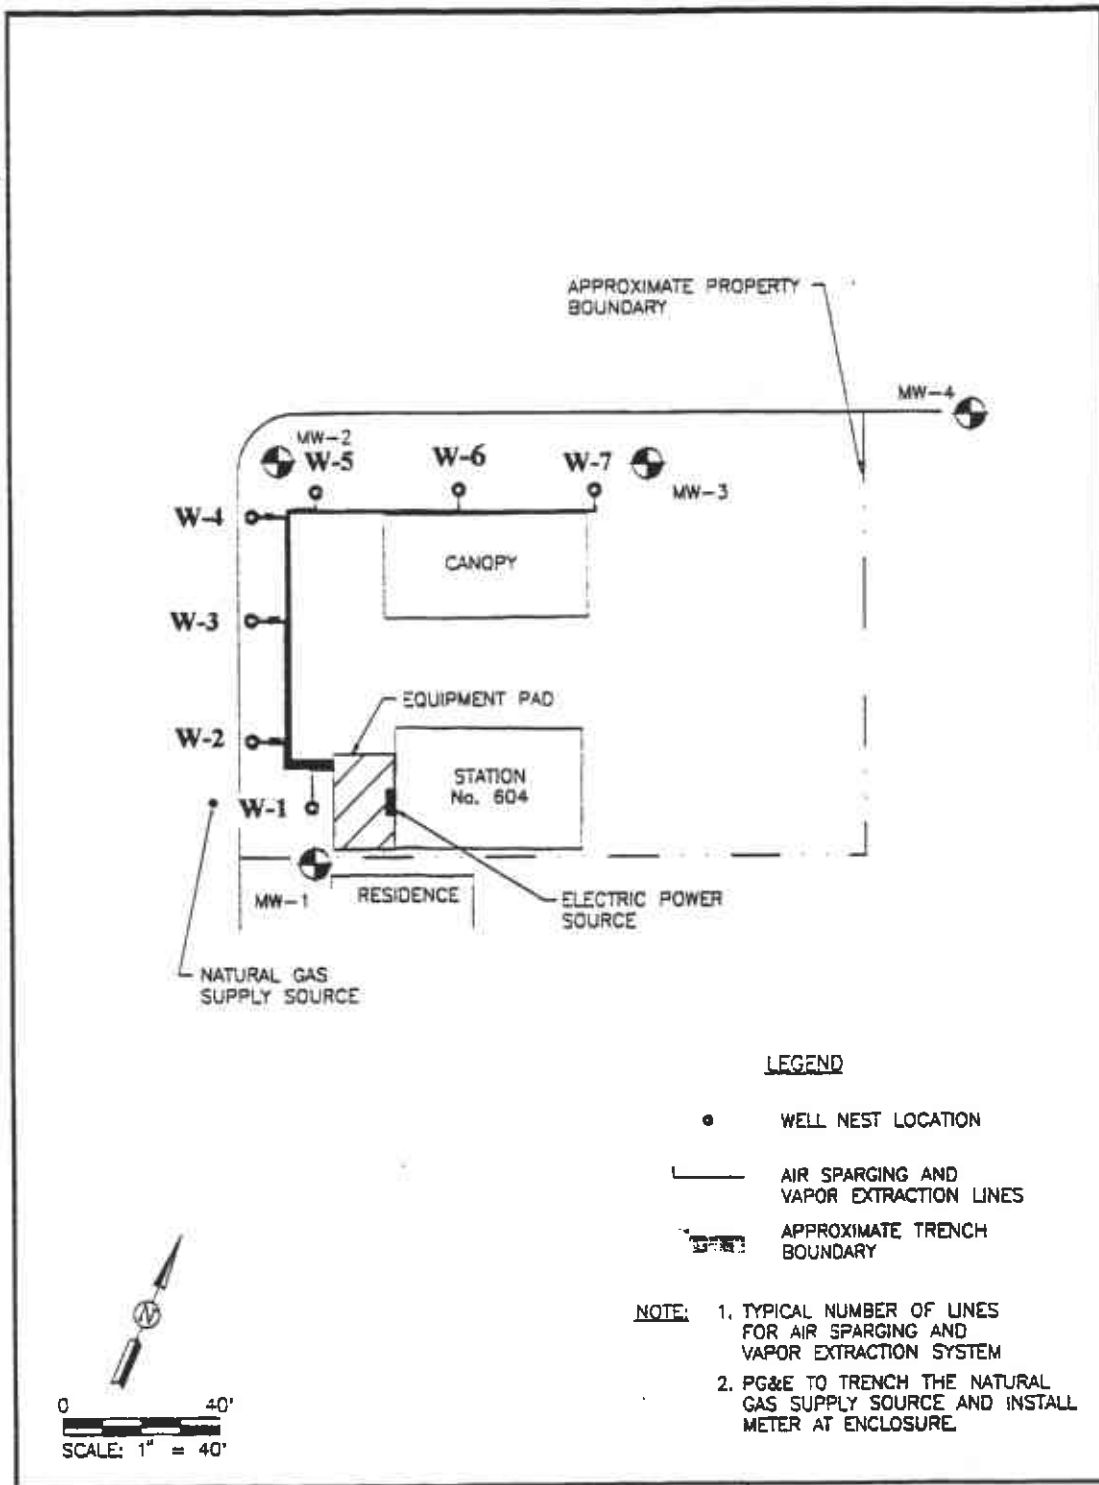 APPROXIMATE PROPERTY
BOUNDARY
MW-4
MW-2
W-5
W-6
W-7
MW-3
W-4
CANOPY
W-3
EQUIPMENT PAD
W-2
STATION
No. 604
W-1
MW-1
RESIDENCE
ELECTRIC POWER
SOURCE
NATURAL GAS
SUPPLY SOURCE
LEGEND
WELL NEST LOCATION
AIR SPARGING AND
VAPOR EXTRACTION LINES
APPROXIMATE TRENCH
BOUNDARY
N
NOTE: 1. TYPICAL NUMBER OF LINES
FOR AIR SPARGING AND
VAPOR EXTRACTION SYSTEM
2. PG&E TO TRENCH THE NATURAL
GAS SUPPLY SOURCE AND INSTALL
METER AT ENCLOSURE.
0 40'
SCALE: 1" = 40'